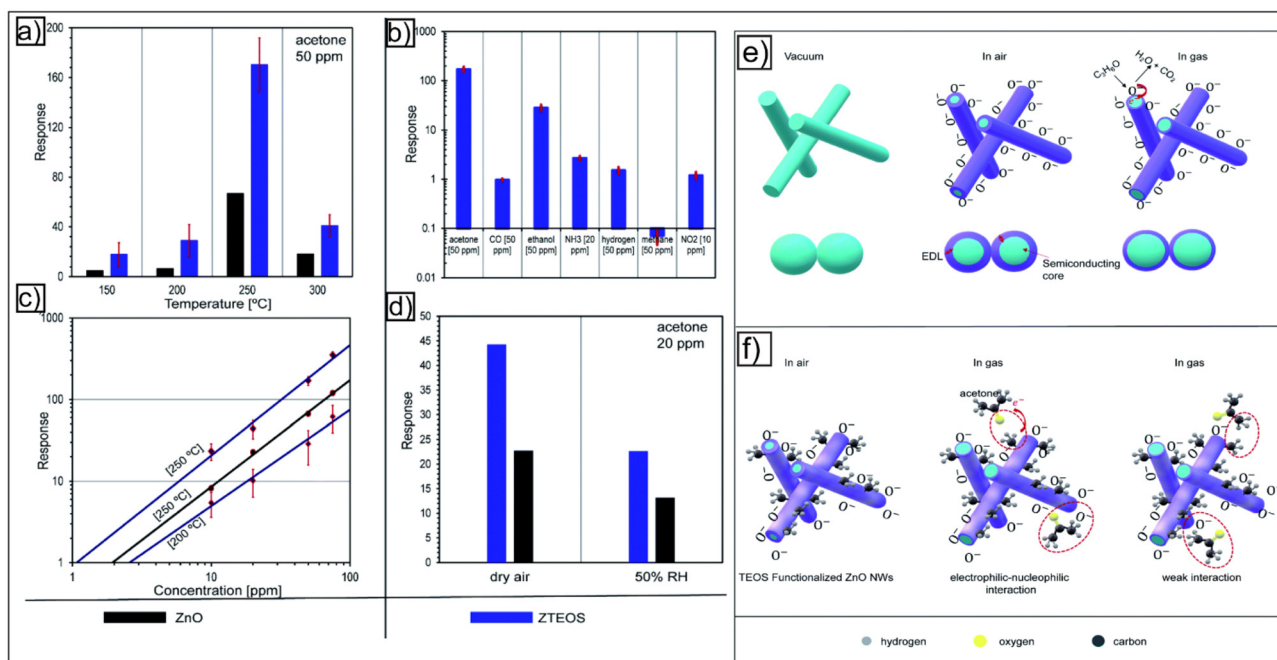 a)
acetone
50 ppm
200
160
120
80
40
0
Response
150 200 250 300
Temperature [ºC]
b)
1000
100
10
1
0.1
0.01
Response
acetone [50 ppm]
CO [50 ppm]
ethanol [50 ppm]
NH3 [20 ppm]
hydrogen [50 ppm]
methane [50 ppm]
NO2 [10 ppm]
c)
1000
100
10
1
Response
[250 ºC]
[250 ºC]
[200 ºC]
1 10 100
Concentration [ppm]
d)
acetone
20 ppm
50
45
40
35
30
25
20
15
10
5
0
Response
dry air 50% RH
ZnO ZTEOS
e)
Vacuum In air In gas
C₃H₆O
H₂O + CO₂
O⁻ O⁻ O⁻ O⁻
EDL
Semiconducting
core
f)
In air In gas In gas
acetone
e⁻
O⁻ O⁻ O⁻ O⁻
TEOS Functionalized ZnO NWs
electrophilic-nucleophilic
interaction
weak interaction
hydrogen oxygen carbon